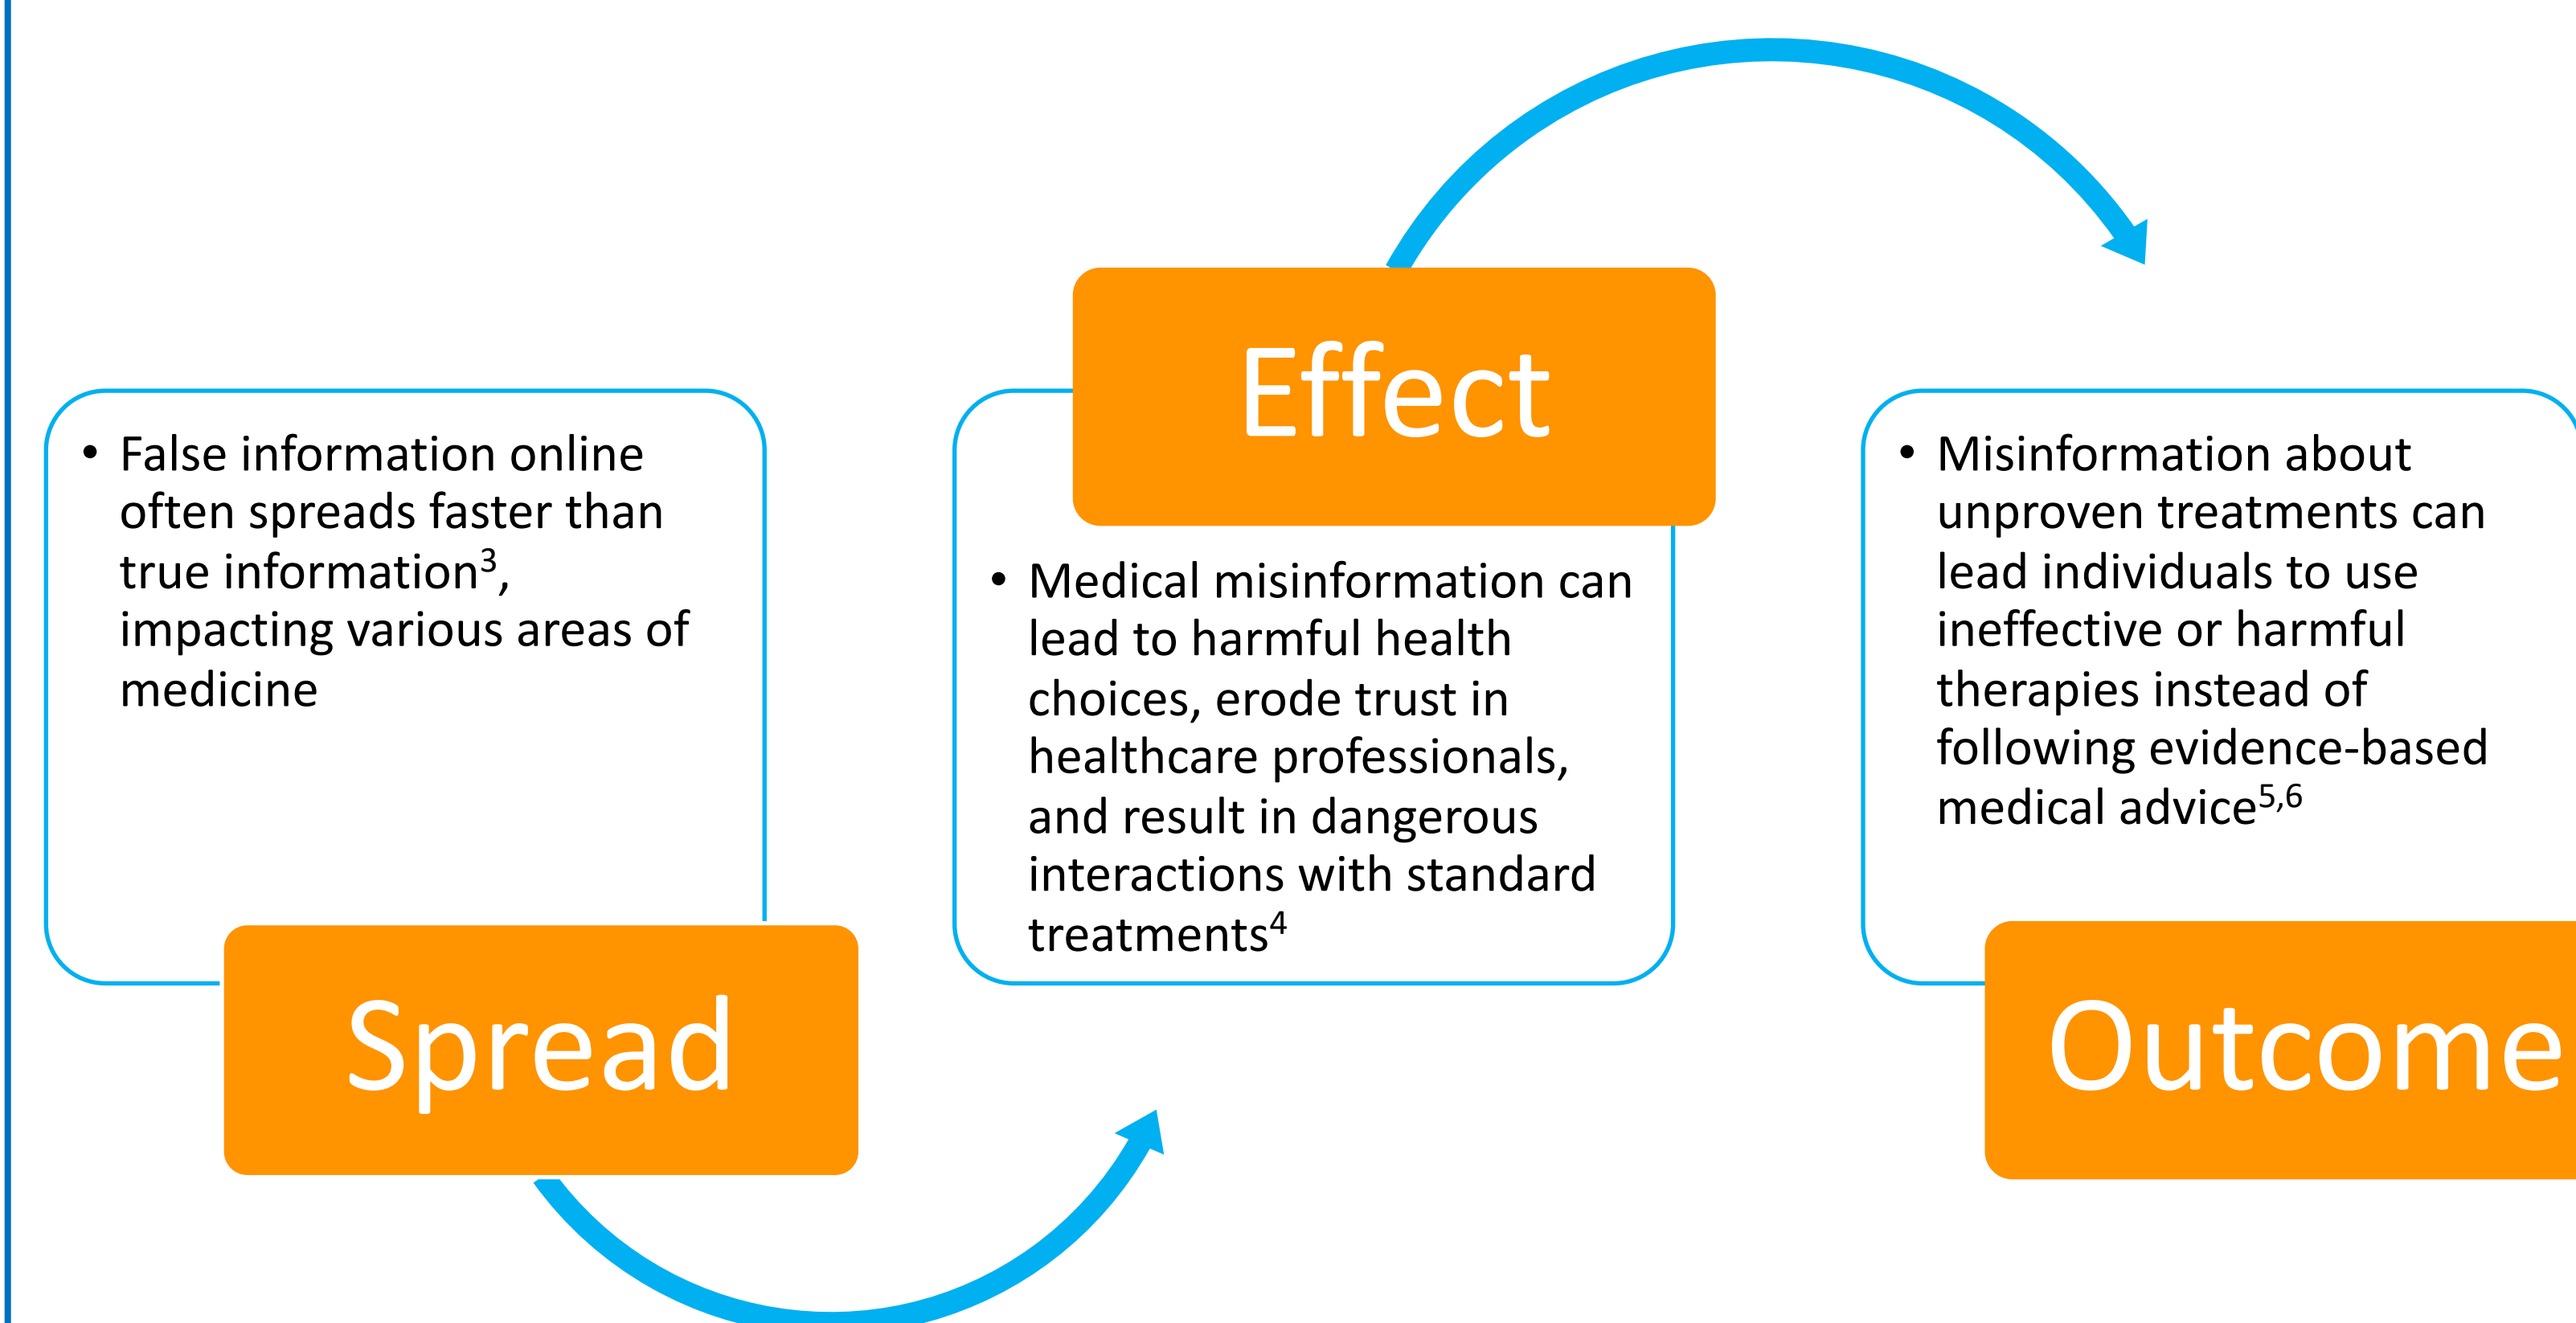 • False information online
often spreads faster than
true information³,
impacting various areas of
medicine
Spread
Effect
• Medical misinformation can
lead to harmful health
choices, erode trust in
healthcare professionals,
and result in dangerous
interactions with standard
treatments⁴
• Misinformation about
unproven treatments can
lead individuals to use
ineffective or harmful
therapies instead of
following evidence-based
medical advice⁵,⁶
Outcome